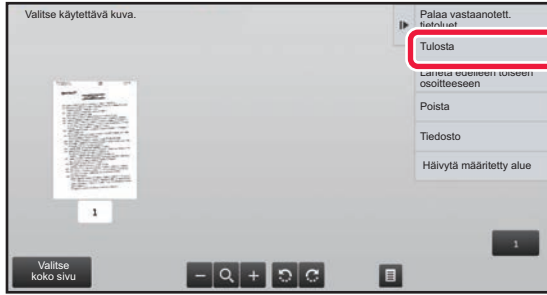 Valitse käytettävä kuva.
Palaa vastaanotett.
tietoluet.
Tulosta
Lähetä edelleen toiseen
osoitteeseen
Poista
Tiedosto
Häivytä määritetty alue
1
1
Valitse
koko sivu